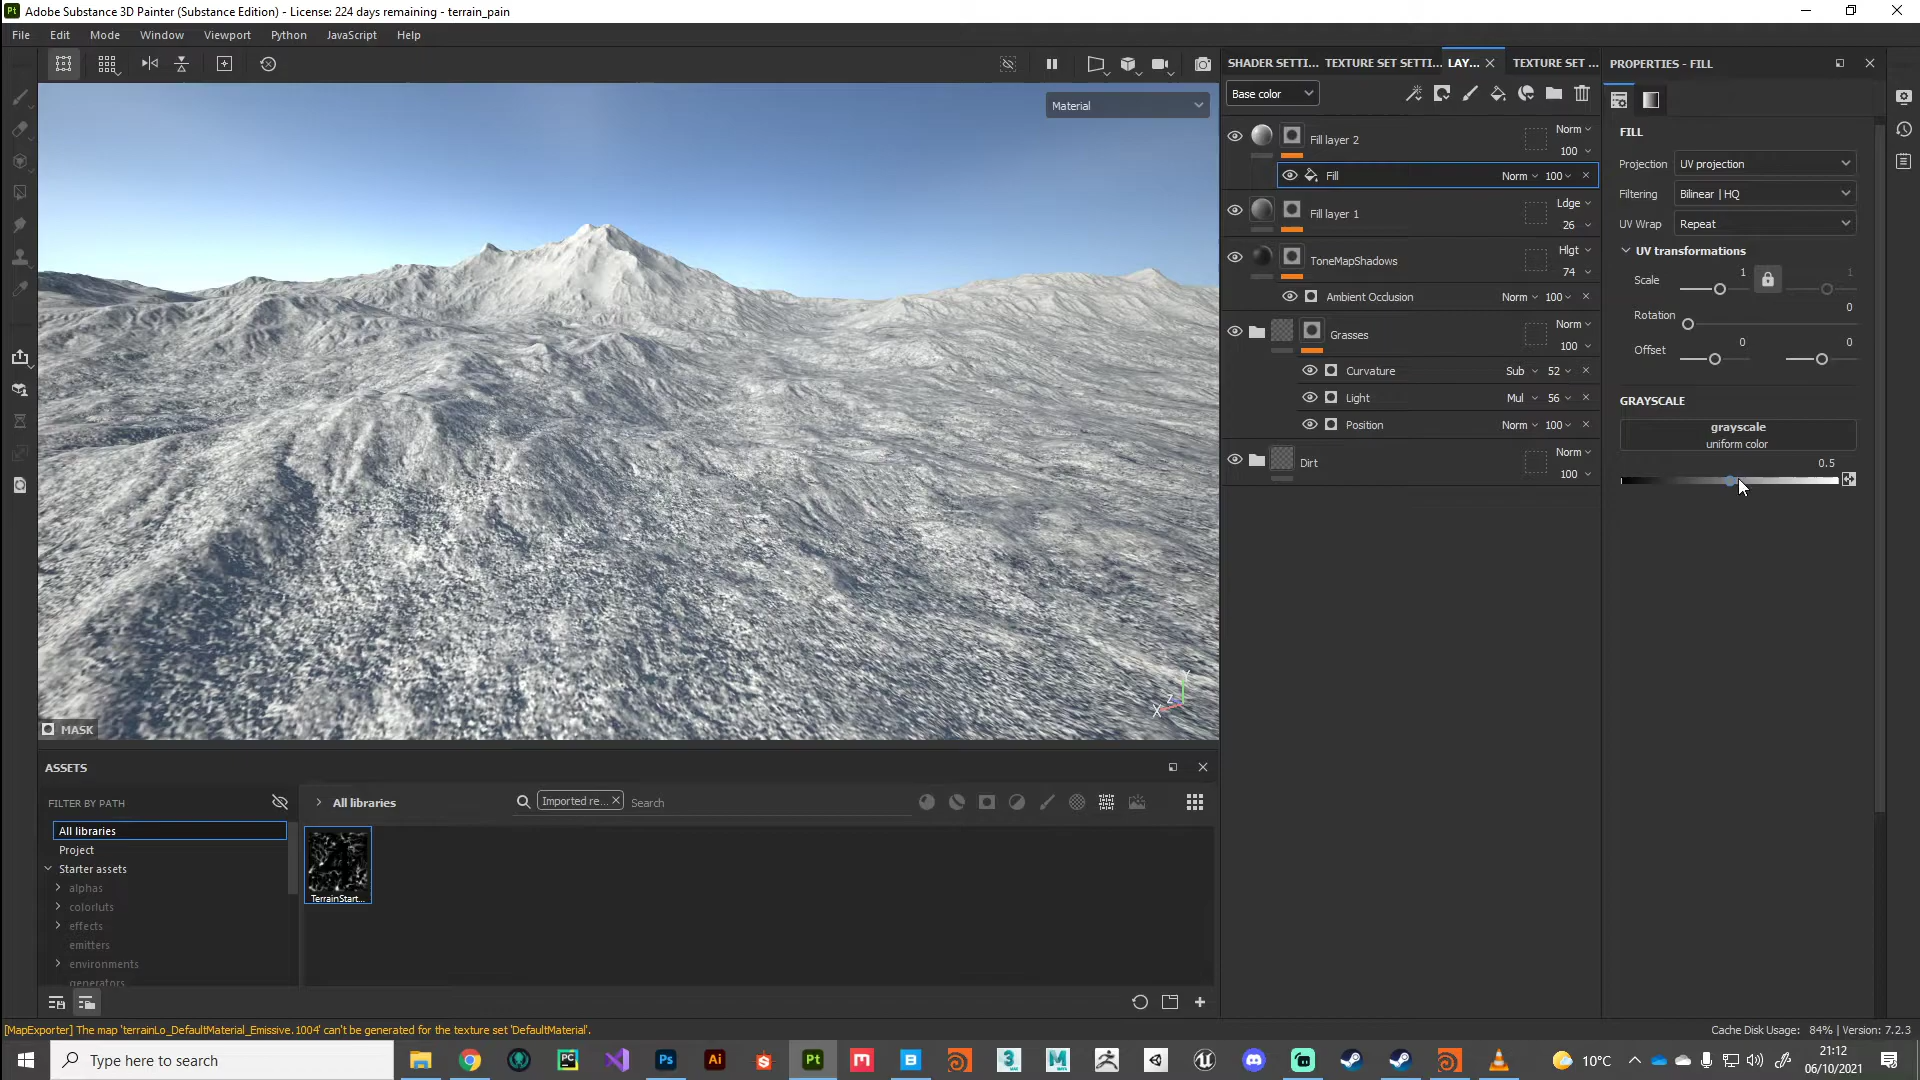 Adobe Substance 3D Painter (Substance Edition) - License: 224 days remaining - terrain_pain
File Edit Mode Window Viewport Python JavaScript Help
SHADER SETTI... TEXTURE SET SETTI... LAY... TEXTURE SET ...
PROPERTIES - FILL
Base color
Material
Fill layer 2 Norm 100
Fill Norm 100
Fill layer 1 Ldge 26
ToneMapShadows Hlgt 74
Ambient Occlusion Norm 100
Grasses Norm 100
Curvature Sub 52
Light Mul 56
Position Norm 100
Dirt Norm 100
FILL
Projection UV projection
Filtering Bilinear | HQ
UV Wrap Repeat
UV transformations
Scale 1 1
Rotation 0
Offset 0 0
GRAYSCALE
grayscale
uniform color
0.5
Y
Z
X
MASK
ASSETS
FILTER BY PATH
All libraries
Project
Starter assets
alphas
colorluts
effects
emitters
environments
generators
All libraries
Imported re...
Search
TerrainStart...
[MapExporter] The map 'terrainLo_DefaultMaterial_Emissive.1004' can't be generated for the texture set 'DefaultMaterial'.
Cache Disk Usage: 84% | Version: 7.2.3
Type here to search
PC
Ps
Ai
Pt
10°C
21:12
06/10/2021